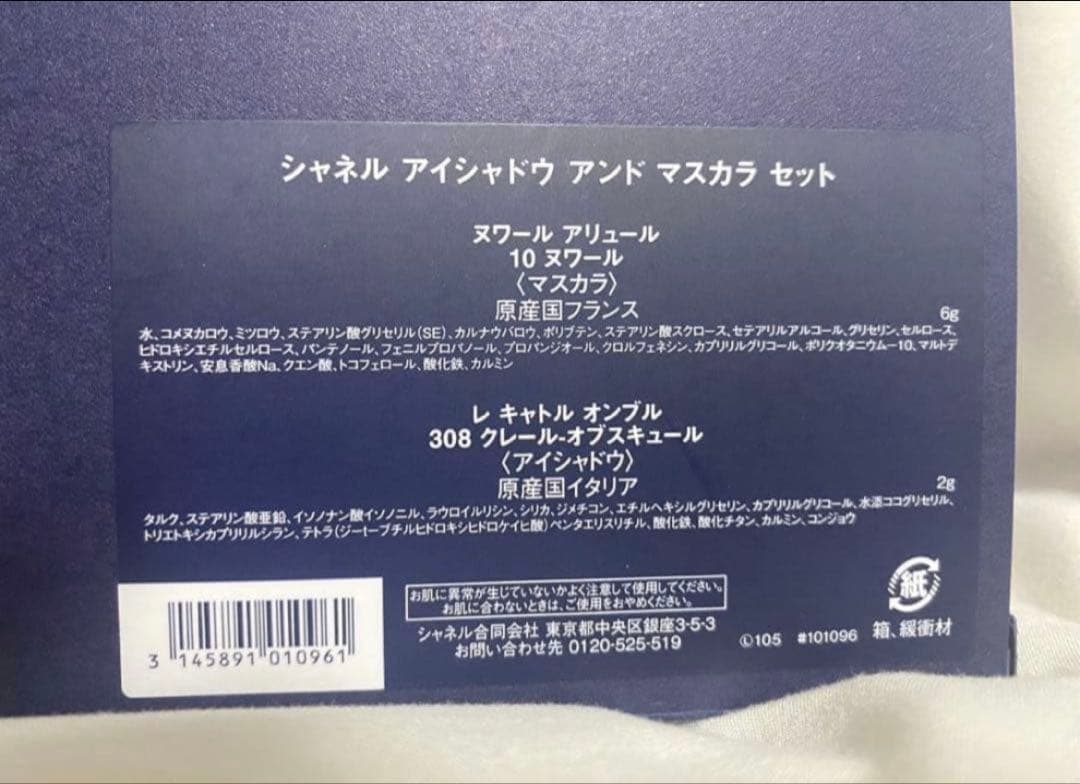 シャネル アイシャドウ アンド マスカラ セット
ヌワール アリュール
10 ヌワール
〈マスカラ〉
原産国フランス
6g
水、コメヌカロウ、ミツロウ、ステアリン酸グリセリル(SE)、カルナウバロウ、ポリブテン、ステアリン酸スクロース、セテアリルアルコール、グリセリン、セルロース、
ヒドロキシエチルセルロース、パンテノール、フェニルプロパノール、プロパンジオール、クロルフェネシン、カプリリルグリコール、ポリクオタニウム-10、マルトデ
キストリン、安息香酸Na、クエン酸、トコフェロール、酸化鉄、カルミン
レ キャトル オンブル
308 クレール-オブスキュール
〈アイシャドウ〉
原産国イタリア
2g
タルク、ステアリン酸亜鉛、イソノナン酸イソノニル、ラウロイルリシン、シリカ、ジメチコン、エチルヘキシルグリセリン、カプリリルグリコール、水添ココグリセリル、
トリエトキシカプリリルシラン、テトラ(ジ-t-ブチルヒドロキシヒドロケイヒ酸)ペンタエリスリチル、酸化鉄、酸化チタン、カルミン、コンジョウ
お肌に異常が生じていないかよく注意して使用してください。
お肌に合わないときは、ご使用をおやめください。
シャネル合同会社 東京都中央区銀座3-5-3
お問い合わせ先 0120-525-519
Ⓛ105 #101096
紙
箱、緩衝材
3 145891 010961